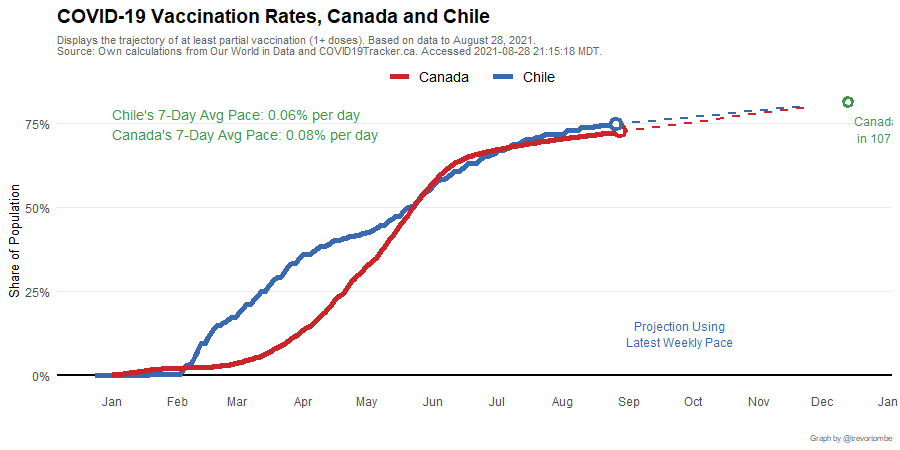 COVID-19 Vaccination Rates, Canada and Chile
Displays the trajectory of at least partial vaccination (1+ doses). Based on data to August 28, 2021.
Source: Own calculations from Our World in Data and COVID19Tracker.ca. Accessed 2021-08-28 21:15:18 MDT.
Canada Chile
Chile's 7-Day Avg Pace: 0.06% per day
Canada's 7-Day Avg Pace: 0.08% per day
Canada
in 107
75%
50%
25%
0%
Share of Population
Projection Using
Latest Weekly Pace
Jan Feb Mar Apr May Jun Jul Aug Sep Oct Nov Dec Jan
Graph by @trevortombe